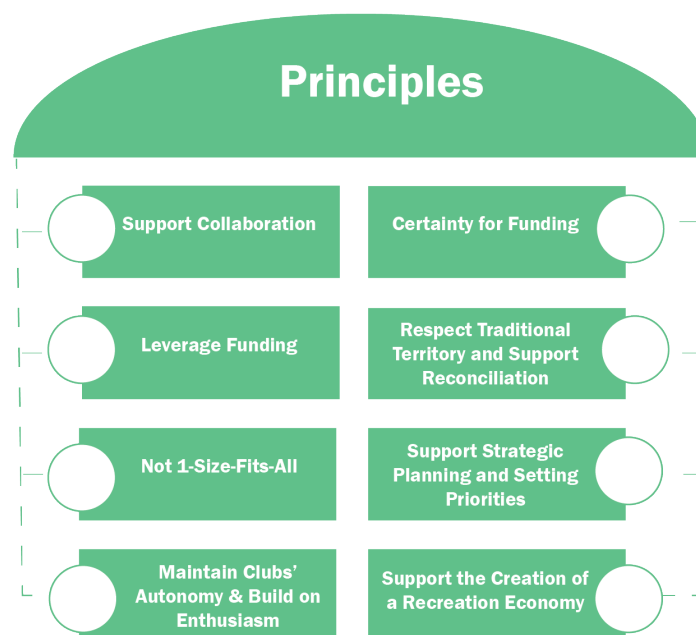 Principles
Support Collaboration
Certainty for Funding
Leverage Funding
Respect Traditional
Territory and Support
Reconciliation
Not 1-Size-Fits-All
Support Strategic
Planning and Setting
Priorities
Maintain Clubs’
Autonomy & Build on
Enthusiasm
Support the Creation of
a Recreation Economy